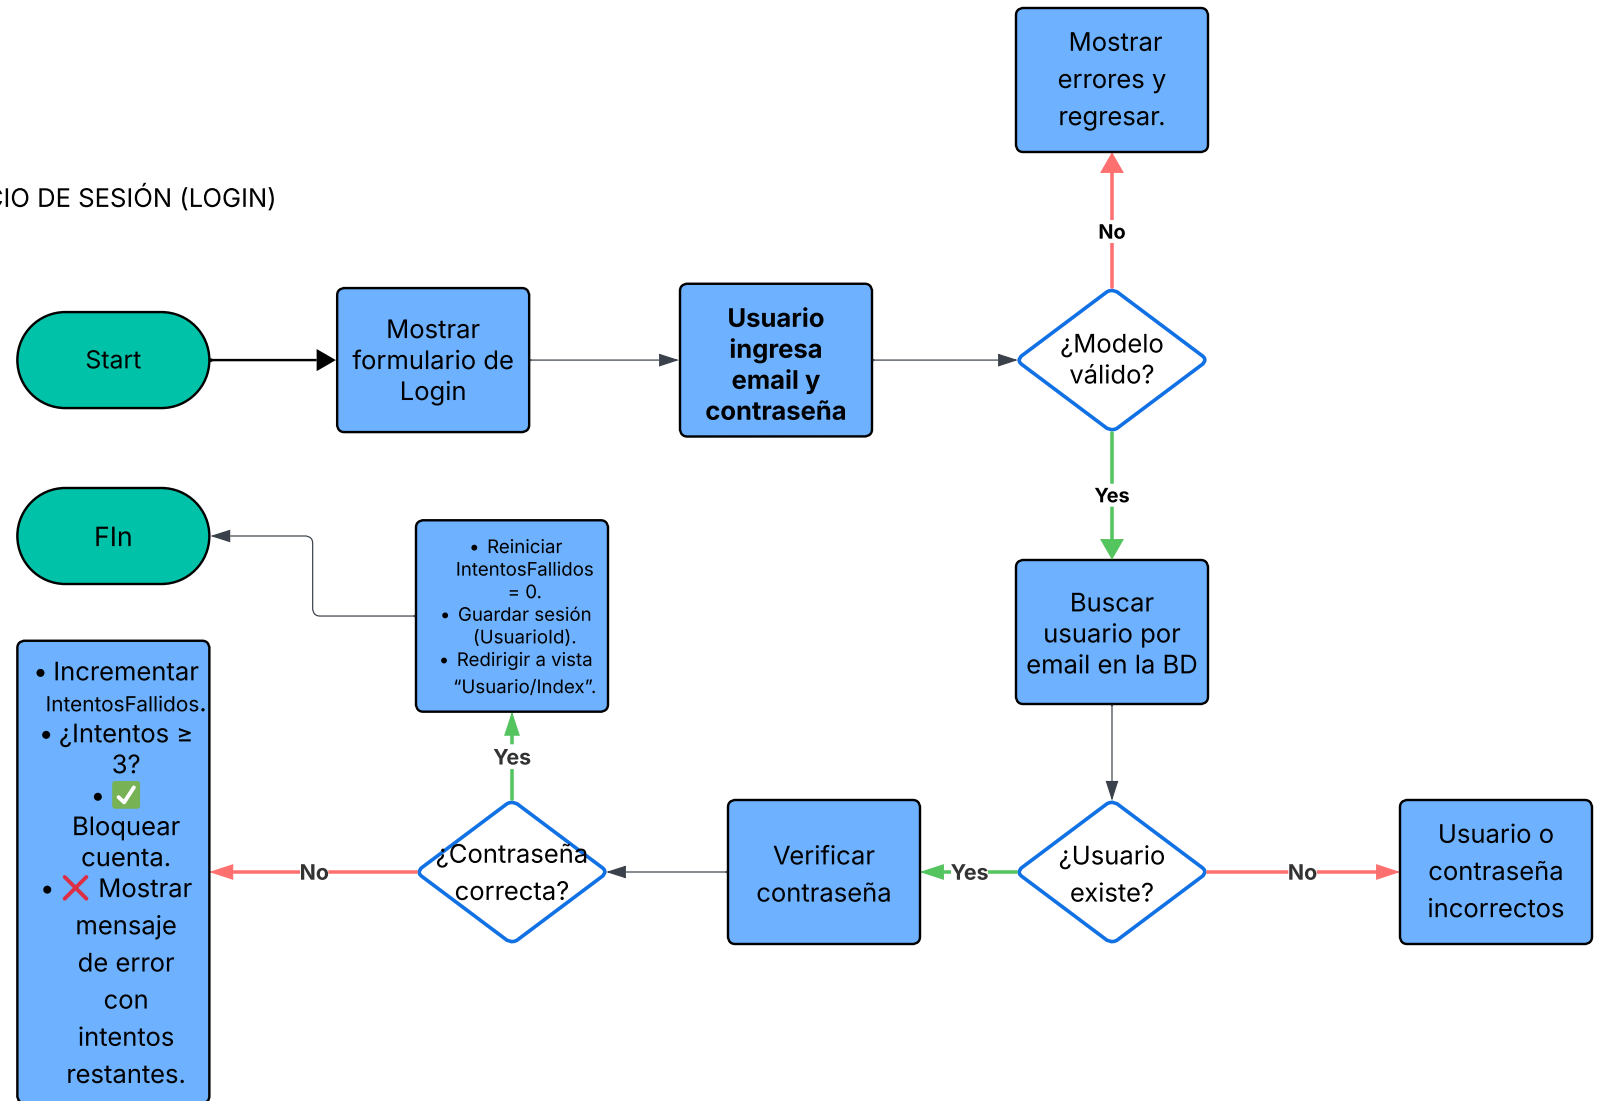 CIO DE SESIÓN (LOGIN)
Mostrar
errores y
regresar.
No
Start
Mostrar
formulario de
Login
Usuario
ingresa
email y
contraseña
¿Modelo
válido?
Yes
FIn
• Reiniciar
IntentosFallidos
= 0.
• Guardar sesión
(UsuarioId).
• Redirigir a vista
“Usuario/Index”.
Buscar
usuario por
email en la BD
• Incrementar
IntentosFallidos.
• ¿Intentos ≥
3?
• ✅
Bloquear
cuenta.
• ❌ Mostrar
mensaje
de error
con
intentos
restantes.
Yes
No
¿Contraseña
correcta?
Verificar
contraseña
Yes
¿Usuario
existe?
No
Usuario o
contraseña
incorrectos